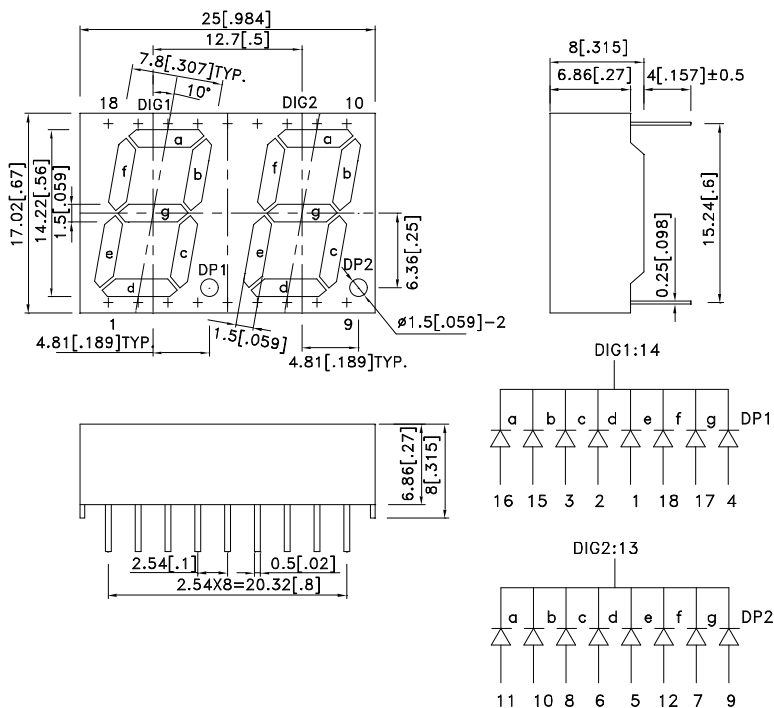 25[.984]
12.7[.5]
7.8[.307]TYP.
10°
18 DIG1 DIG2 10
a a
f b f b
g g
e c e c
d d
DP1 DP2
1 9
17.02[.67]
14.22[.56]
1.5[.059]
6.36[.25]
4.81[.189]TYP.
1.5[.059]
4.81[.189]TYP.
ø1.5[.059]-2
8[.315]
6.86[.27]
4[.157]±0.5
15.24[.6]
0.25[.098]
6.86[.27]
8[.315]
2.54[.1]
0.5[.02]
2.54X8=20.32[.8]
DIG1:14
a b c d e f g DP1
16 15 3 2 1 18 17 4
DIG2:13
a b c d e f g DP2
11 10 8 6 5 12 7 9